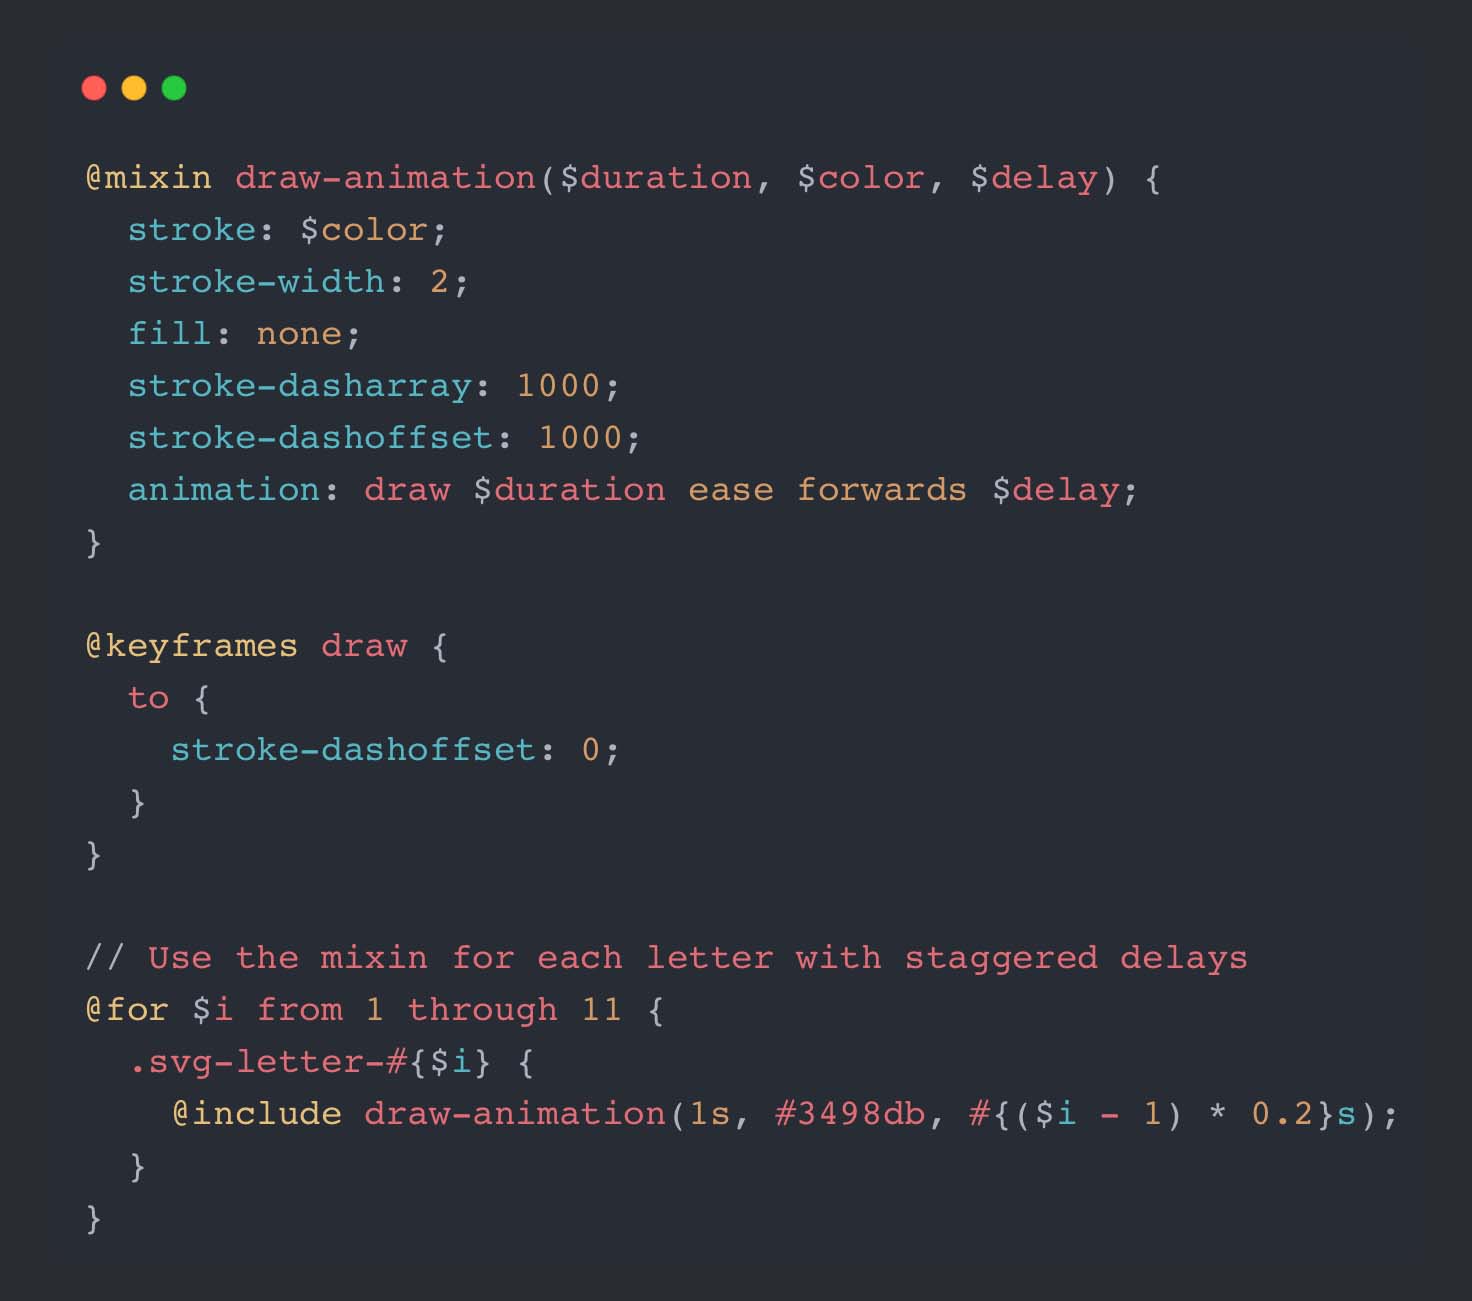 @mixin draw-animation($duration, $color, $delay) {
  stroke: $color;
  stroke-width: 2;
  fill: none;
  stroke-dasharray: 1000;
  stroke-dashoffset: 1000;
  animation: draw $duration ease forwards $delay;
}

@keyframes draw {
  to {
    stroke-dashoffset: 0;
  }
}

// Use the mixin for each letter with staggered delays
@for $i from 1 through 11 {
  .svg-letter-#{$i} {
    @include draw-animation(1s, #3498db, #{($i - 1) * 0.2}s);
  }
}